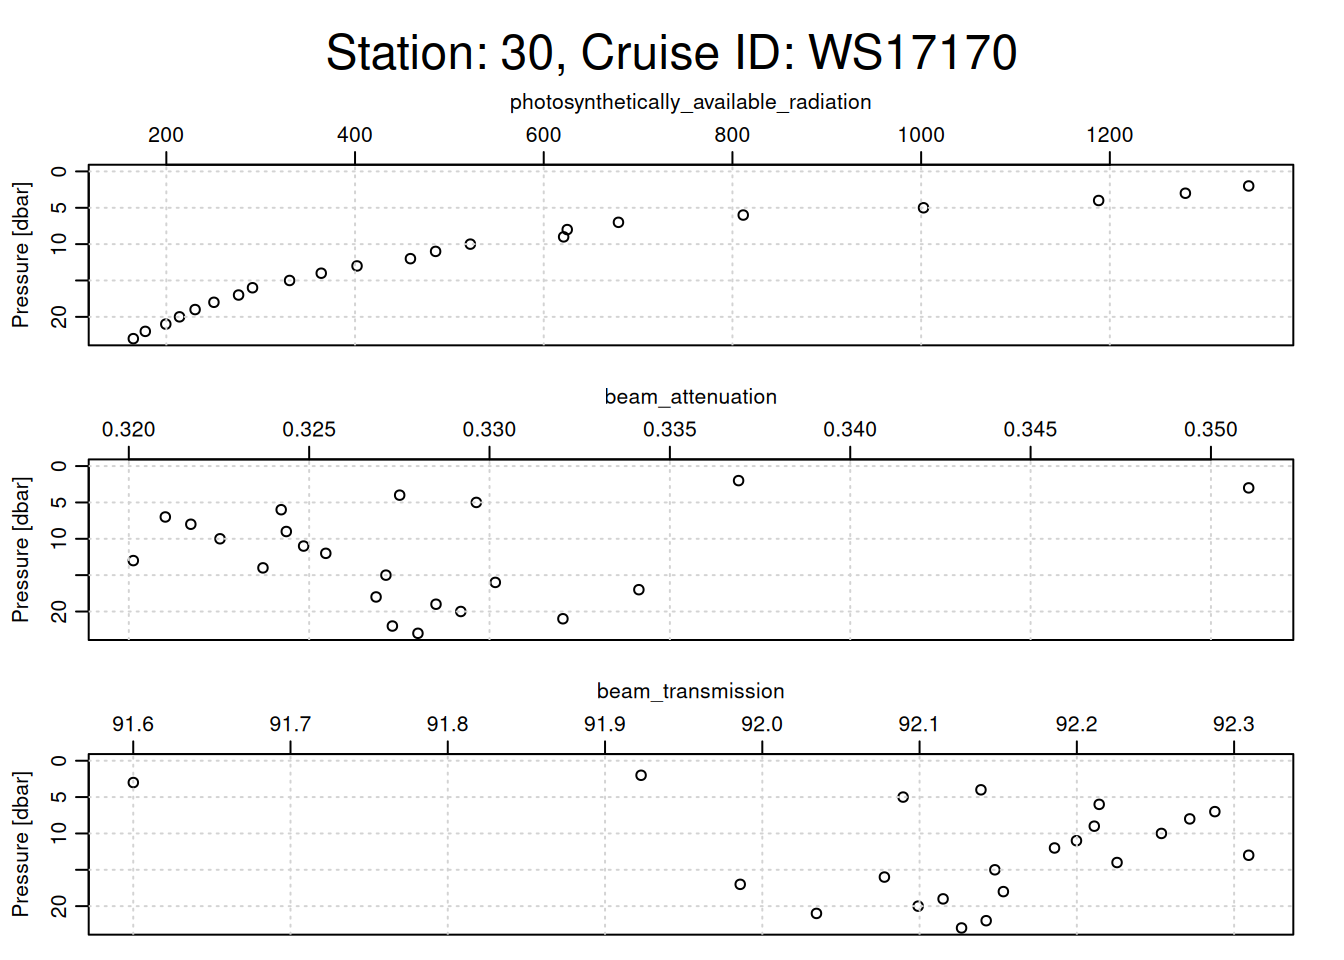 Station: 30, Cruise ID: WS17170
photosynthetically_available_radiation
200 400 600 800 1000 1200
Pressure [dbar]
0
5
10
20
beam_attenuation
0.320 0.325 0.330 0.335 0.340 0.345 0.350
Pressure [dbar]
0
5
10
20
beam_transmission
91.6 91.7 91.8 91.9 92.0 92.1 92.2 92.3
Pressure [dbar]
0
5
10
20